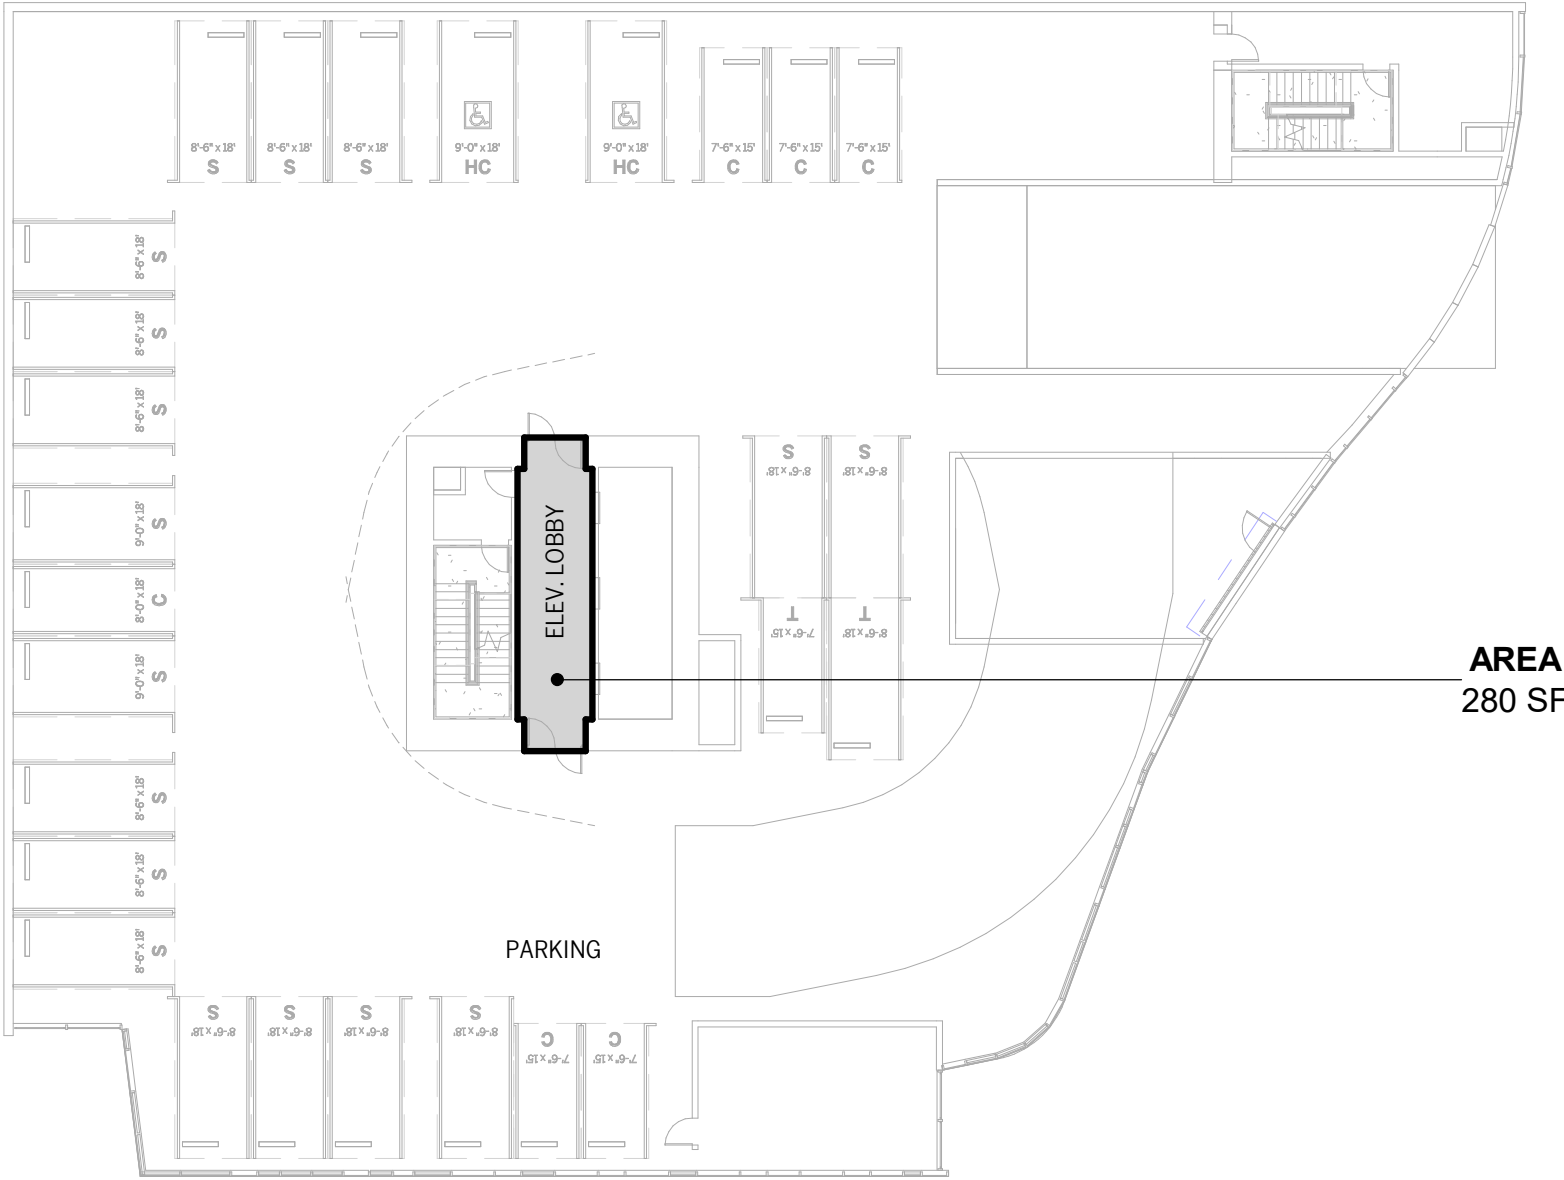 8'-6" x 18'
S
8'-6" x 18'
S
8'-6" x 18'
S
9'-0" x 18'
HC
9'-0" x 18'
HC
7'-6" x 15'
C
7'-6" x 15'
C
7'-6" x 15'
C
8'-6" x 18'
S
8'-6" x 18'
S
8'-6" x 18'
S
9'-0" x 18'
S
8'-0" x 18'
C
9'-0" x 18'
S
8'-6" x 18'
S
8'-6" x 18'
S
8'-6" x 18'
S
ELEV. LOBBY
S
8'-6" x 18'
S
8'-6" x 18'
T
7'-6" x 15'
T
8'-6" x 18'
AREA
280 SF
PARKING
S
8'-6" x 18'
S
8'-6" x 18'
S
8'-6" x 18'
S
8'-6" x 18'
C
7'-6" x 15'
C
7'-6" x 15'